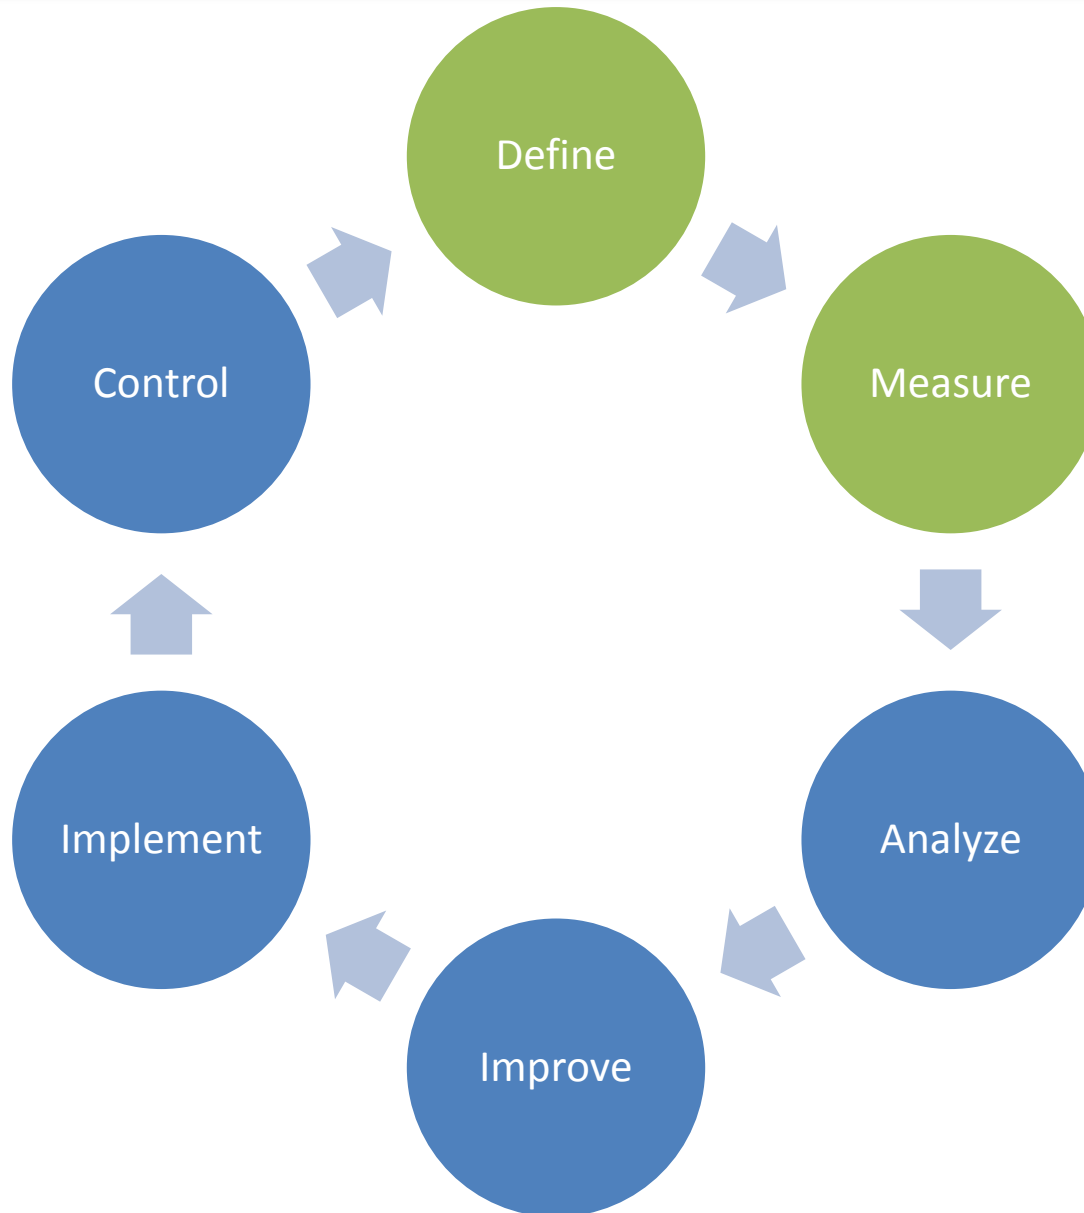 Define
Measure
Analyze
Improve
Implement
Control